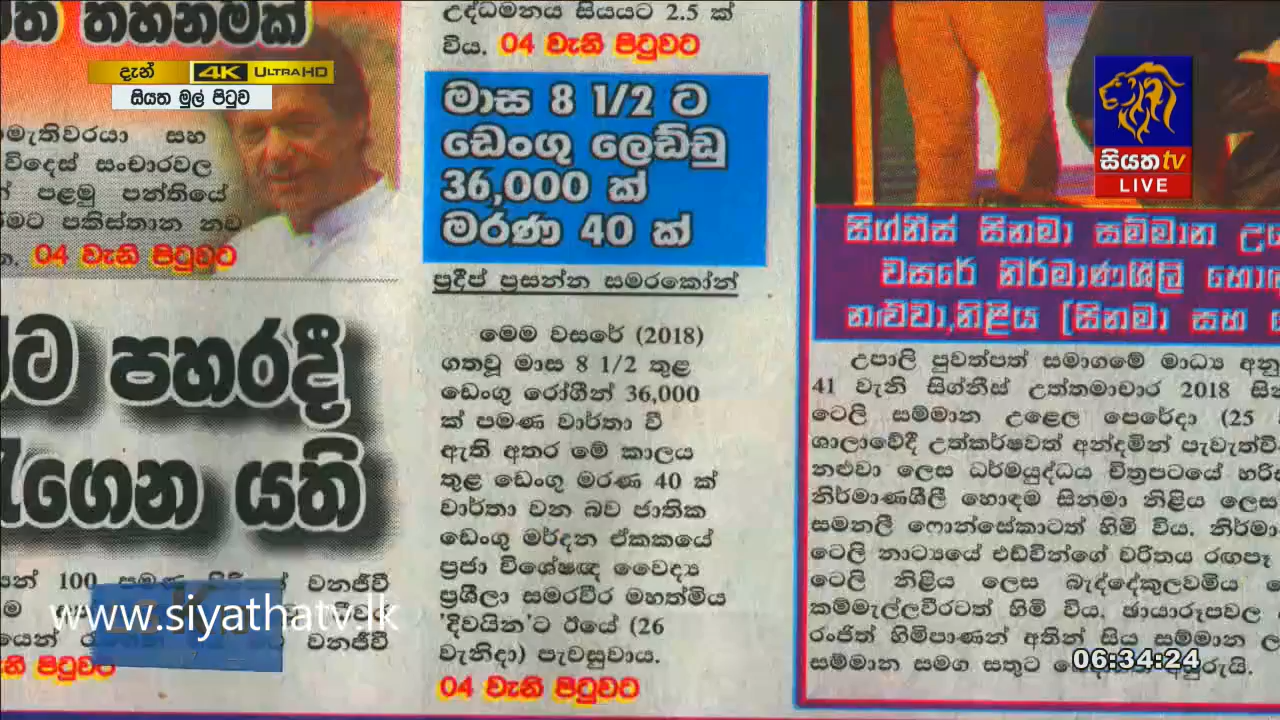 තහනමක්
දැන් 4K ULTRA HD
සියත මුල් පිටුව
සහ
විදෙස් සංචාරවල
පළමු පන්තියේ
පකිස්තාන නව
04 වැනි පිටුවට
පහරදී
යති
100 වනජීවී
වනජීවී
www.siyathatv.lk
උද්ධමනය සියයට 2.5 ක්
විය. 04 වැනි පිටුවට
මාස 8 1/2 ට
ඩෙංගු ලෙඩ්ඩු
36,000 ක්
මරණ 40 ක්
ප්‍රදීප් ප්‍රසන්න සමරකෝන්
මෙම වසරේ (2018)
ගතවූ මාස 8 1/2 තුළ
ඩෙංගු රෝගීන් 36,000
ක් පමණ වාර්තා වී
ඇති අතර මේ කාලය
තුළ ඩෙංගු මරණ 40 ක්
වාර්තා වන බව ජාතික
ඩෙංගු මර්දන ඒකකයේ
ප්‍රජා විශේෂඥ වෛද්‍ය
ප්‍රශීලා සමරවීර මහත්මිය
'දිවයින'ට ඊයේ (26
වැනිදා) පැවසුවාය.
04 වැනි පිටුවට
සියත tv
LIVE
සිග්නීස් සිනමා සම්මාන
වසරේ නිර්මාණශීලී
නළුවා, නිළිය (සිනමා සහ
උපාලි පුවත්පත් සමාගමේ මාධ්‍ය
41 වැනි සිග්නීස් උත්තමාචාර 2018
ටෙලි සම්මාන උළෙල පෙරේදා (25
ශාලාවේදී උත්කර්ෂවත් අන්දමින්
නළුවා ලෙස ධර්මයුද්ධය චිත්‍රපටයේ
නිර්මාණශීලී හොඳම සිනමා නිළිය ලෙස
සමනලී ෆොන්සේකාටත් හිමි විය.
ටෙලි නාට්‍යයේ එඩ්වින්ගේ චරිතය රඟපෑ
ටෙලි නිළිය ලෙස බැද්දේකුලවමිය
කම්මැල්ලවීරටත් හිමි විය. ඡායාරූපවල
රංජිත් හිමිපාණන් අතින් සිය සම්මාන
සම්මාන සමග සතුට
06:34:24